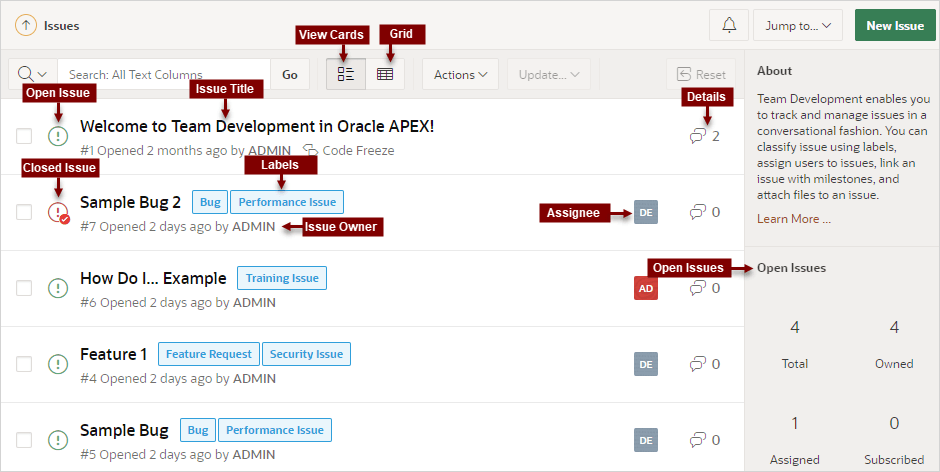 View Cards
Grid
Issues
Jump to...
New Issue
Search: All Text Columns
Go
Actions
Update...
Reset
Open Issue
Issue Title
Details
Welcome to Team Development in Oracle APEX!
2
#1 Opened 2 months ago by ADMIN Code Freeze
Closed Issue
Labels
Sample Bug 2 Bug Performance Issue
Assignee
DE
0
#7 Opened 2 days ago by ADMIN
Issue Owner
How Do I... Example Training Issue
AD
0
#6 Opened 2 days ago by ADMIN
Feature 1 Feature Request Security Issue
DE
0
#4 Opened 2 days ago by ADMIN
Sample Bug Bug Performance Issue
DE
0
#5 Opened 2 days ago by ADMIN
About
Team Development enables you
to track and manage issues in a
conversational fashion. You can
classify issue using labels,
assign users to issues, link an
issue with milestones, and
attach files to an issue.
Learn More ...
Open Issues
Open Issues
4 4
Total Owned
1 0
Assigned Subscribed